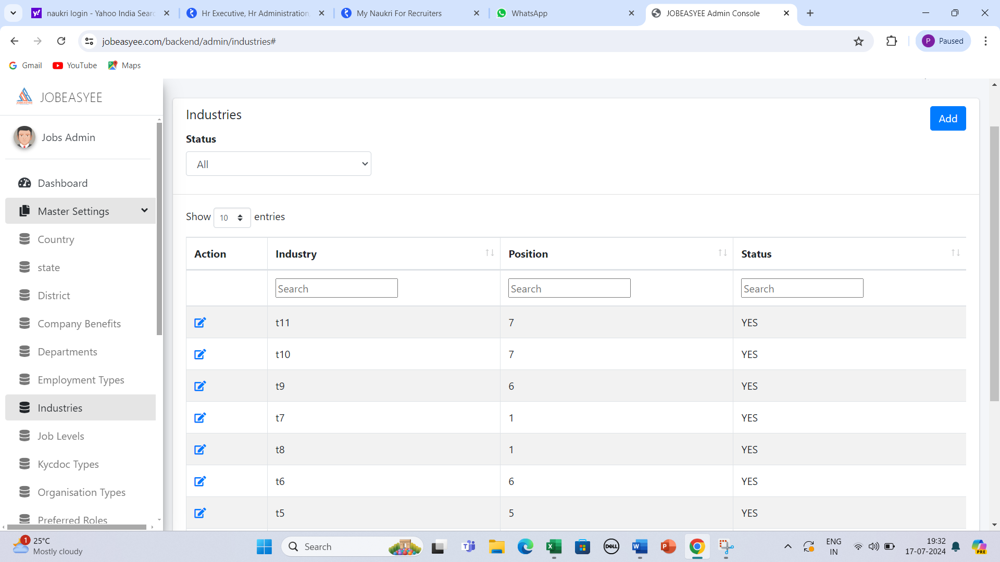 naukri login - Yahoo India Searc
Hr Executive, Hr Administration,
My Naukri For Recruiters
WhatsApp
JOBEASYEE Admin Console
jobeasyee.com/backend/admin/industries#
P Paused
Gmail
YouTube
Maps
JOBEASYEE
Jobs Admin
Dashboard
Master Settings
Country
state
District
Company Benefits
Departments
Employment Types
Industries
Job Levels
Kycdoc Types
Organisation Types
Preferred Roles
Industries
Add
Status
All
Show 10 entries
Action Industry Position Status
Search Search Search
t11 7 YES
t10 7 YES
t9 6 YES
t7 1 YES
t8 1 YES
t6 6 YES
t5 5 YES
1
25°C
Mostly cloudy
Search
DELL
ENG
IN
19:32
17-07-2024
PRE